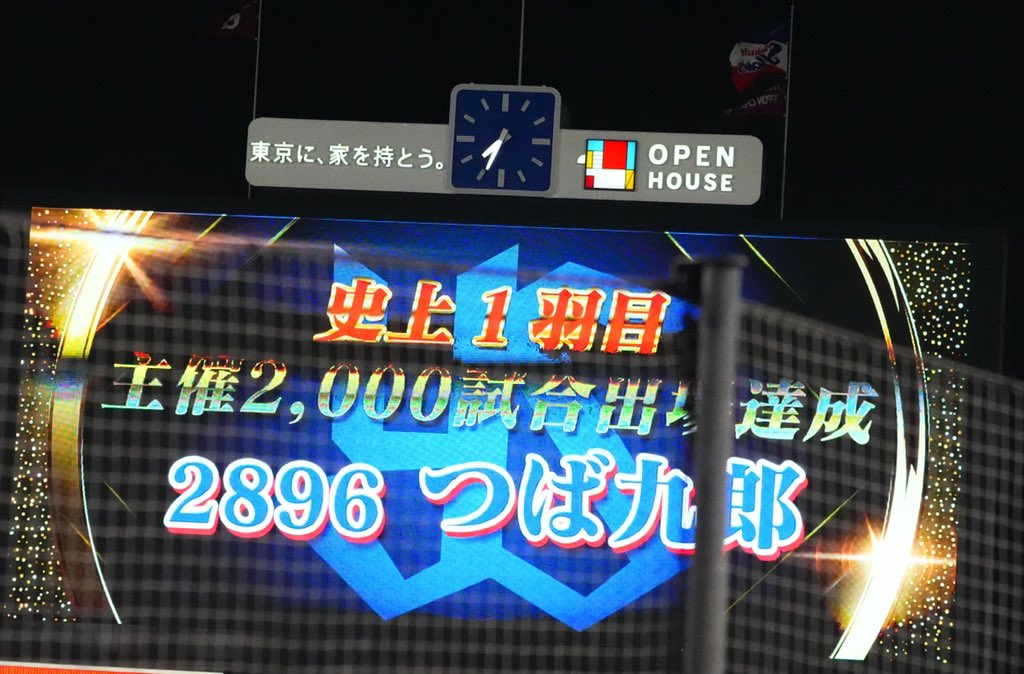 東京に、家を持とう。
OPEN
HOUSE
史上1羽目
主催2,000試合出場達成
2896 つば九郎